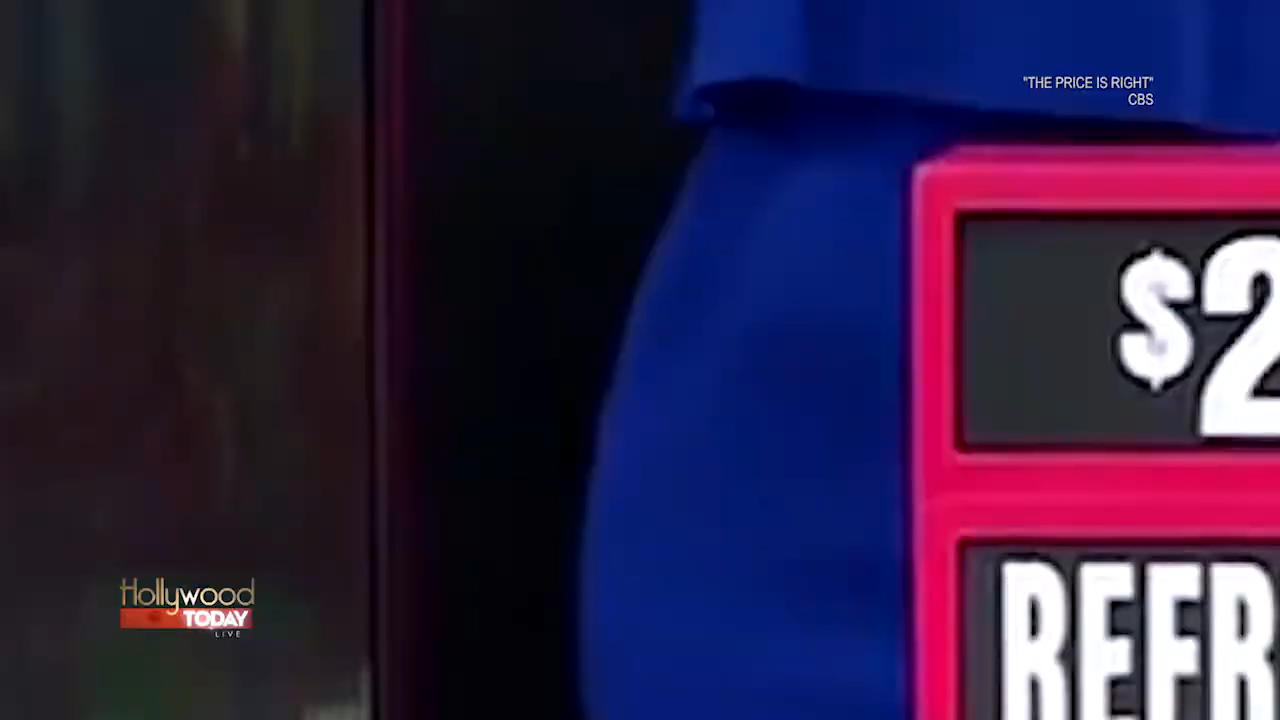 "THE PRICE IS RIGHT"
CBS
$2
REFR
Hollywood
TODAY
LIVE